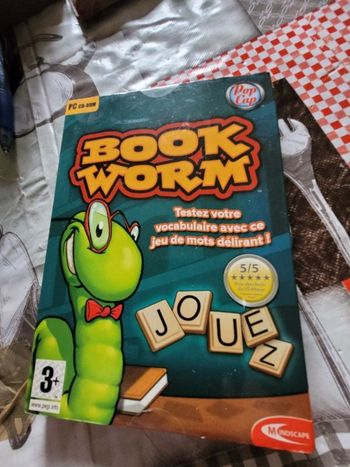 PC CD-ROM
Pop
Cap
BOOK
WORM
Testez votre
vocabulaire avec ce
jeu de mots délirant !
5/5
JOUEZ
3+
www.pegi.info
MINDSCAPE